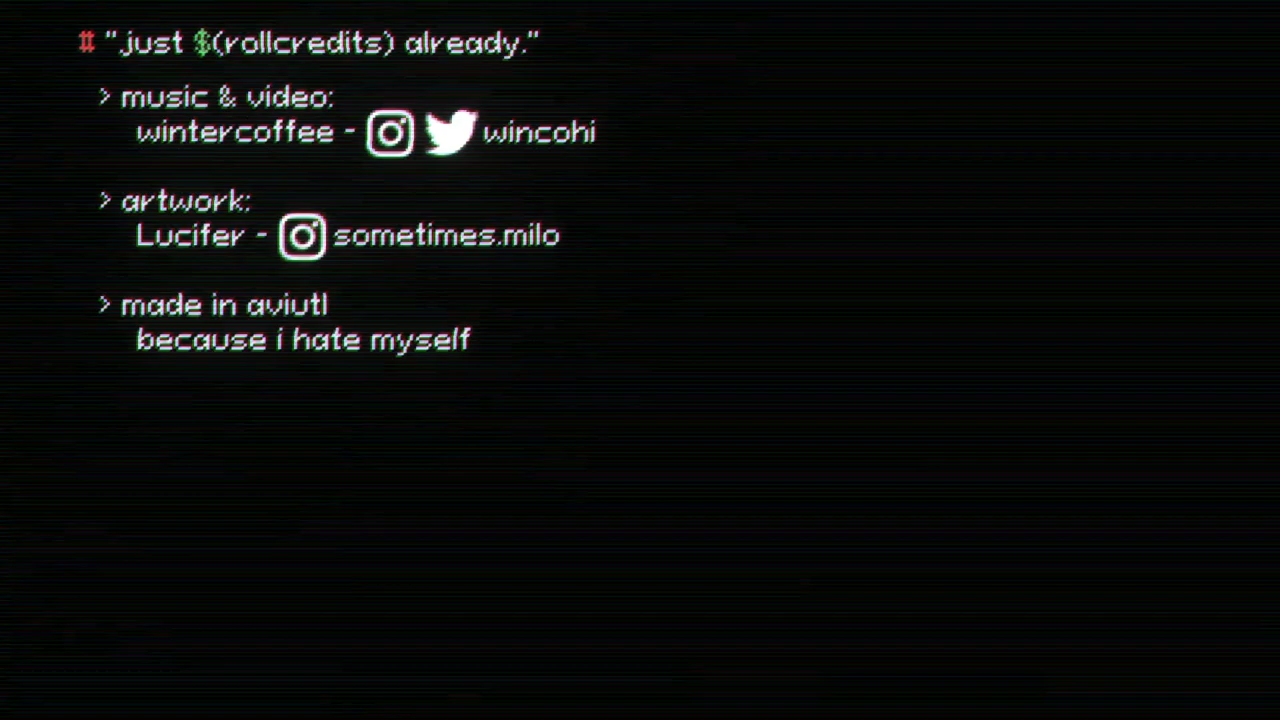 # "just $(rollcredits) already."
> music & video:
wintercoffee - wincohi
> artwork:
Lucifer - sometimes.milo
> made in aviutl
because i hate myself